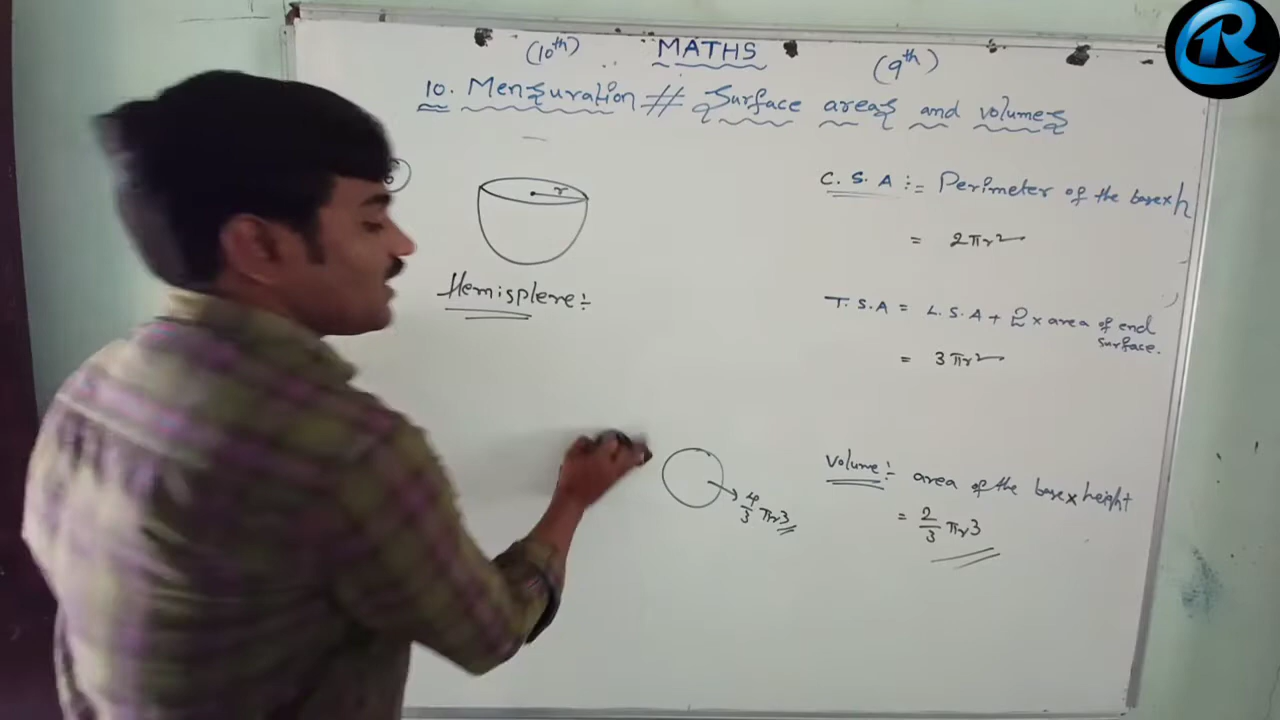 (10th) MATHS (9th)
10. Mensuration // Surface areas and volumes
r
Hemisplere:-
C. S. A :- = Perimeter of the base×h
= 2πr²
T. S. A = L. S. A + 2 × area of end
surface.
= 3πr²
4/3 πr3
Volume:- area of the base×height
= 2/3 πr3
R